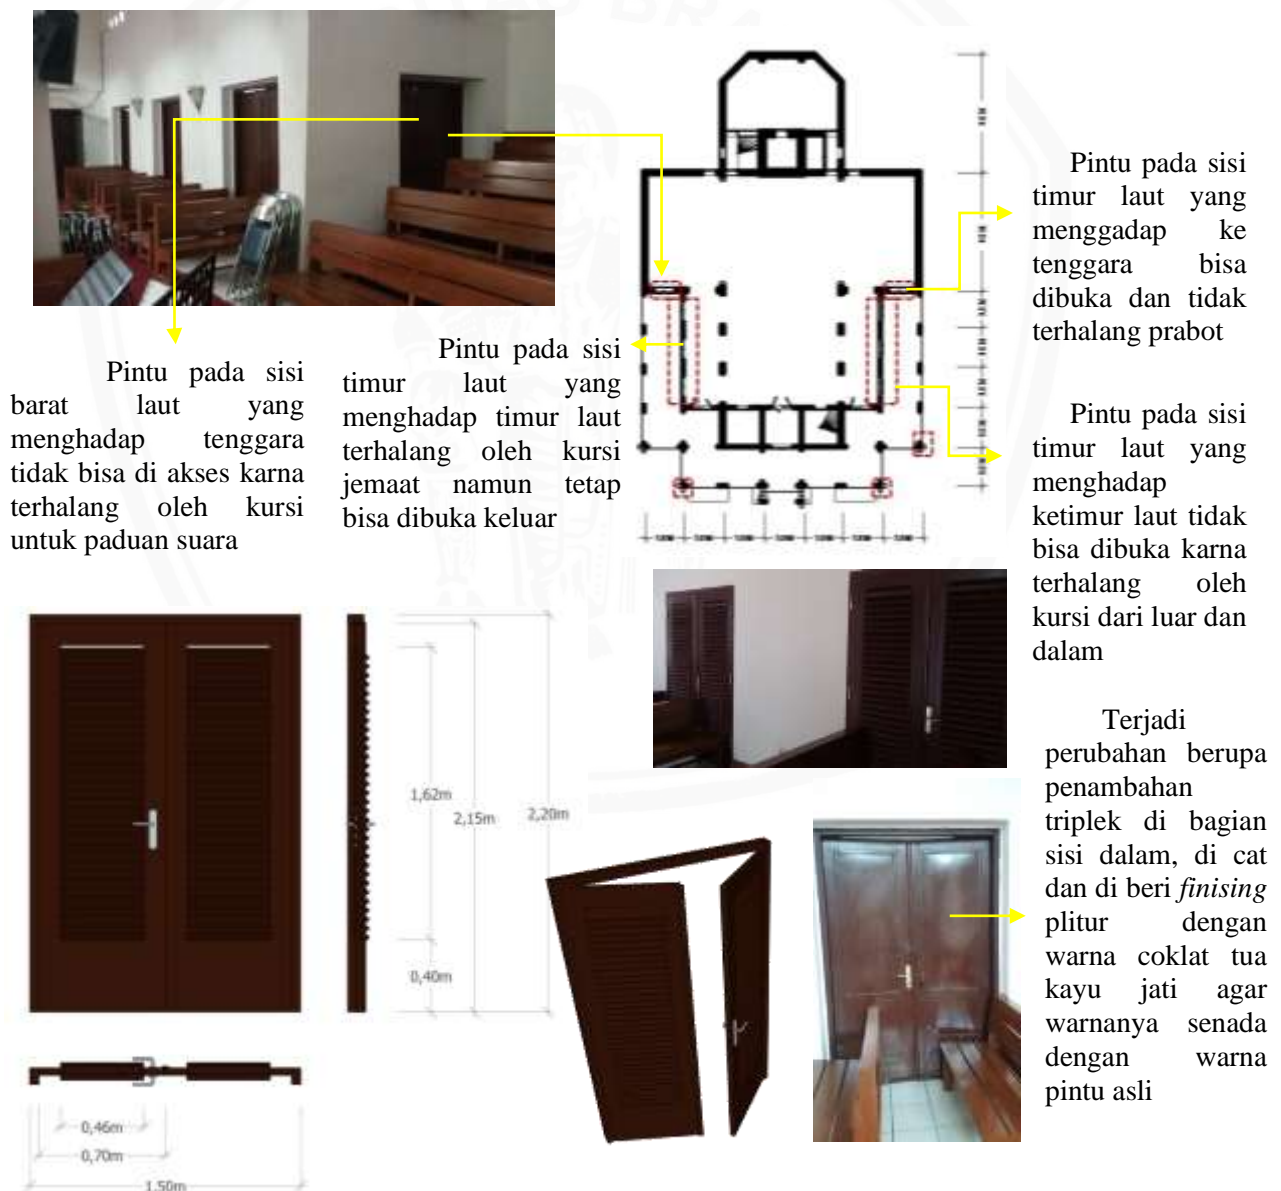 Pintu pada sisi
barat laut yang
menghadap tenggara
tidak bisa di akses karna
terhalang oleh kursi
untuk paduan suara
Pintu pada sisi
timur laut yang
menghadap timur laut
terhalang oleh kursi
jemaat namun tetap
bisa dibuka keluar
Pintu pada sisi
timur laut yang
menggadap ke
tenggara bisa
dibuka dan tidak
terhalang prabot
Pintu pada sisi
timur laut yang
menghadap
ketimur laut tidak
bisa dibuka karna
terhalang oleh
kursi dari luar dan
dalam
Terjadi
perubahan berupa
penambahan
triplek di bagian
sisi dalam, di cat
dan di beri finising
plitur dengan
warna coklat tua
kayu jati agar
warnanya senada
dengan warna
pintu asli
1,62m
2,15m
2,20m
0,40m
0,46m
0,70m
1,50m